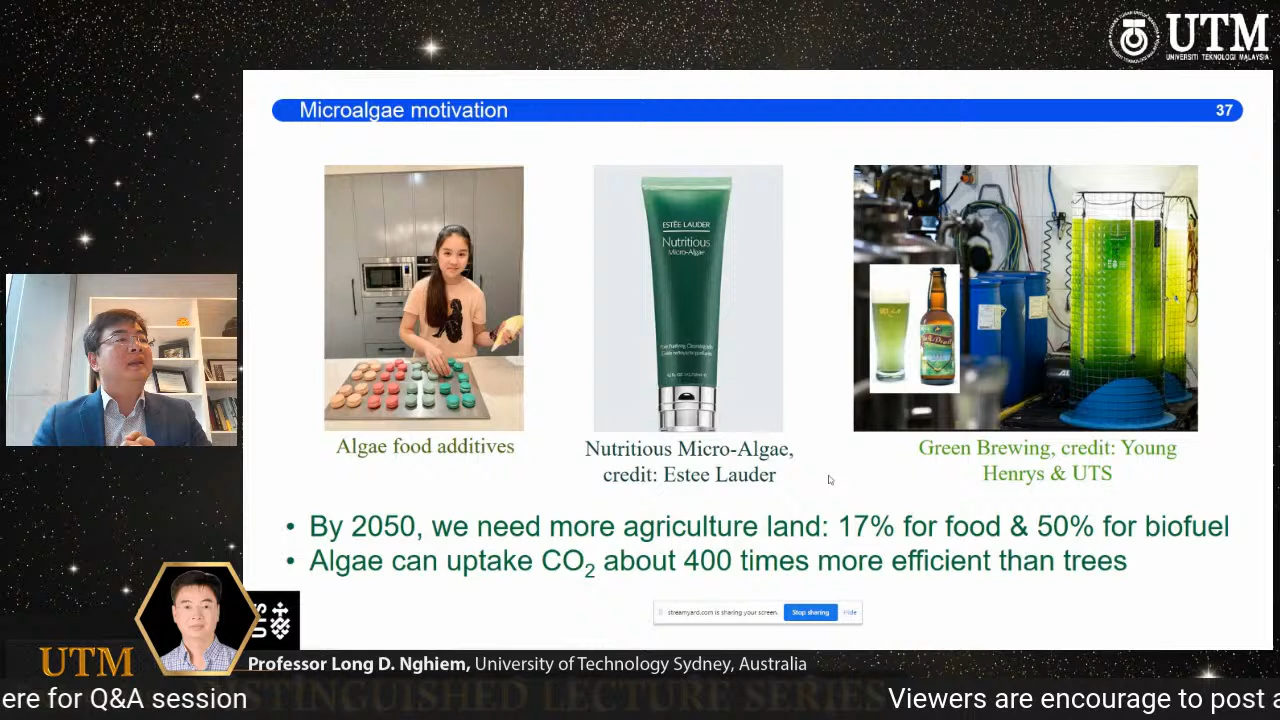 UTM
UNIVERSITI TEKNOLOGI MALAYSIA
Microalgae motivation
37
ESTĒE LAUDER
Nutritious
Micro-Algae
Algae food additives
Nutritious Micro-Algae,
credit: Estee Lauder
Green Brewing, credit: Young
Henrys & UTS
• By 2050, we need more agriculture land: 17% for food & 50% for biofuel
• Algae can uptake CO₂ about 400 times more efficient than trees
streamyard.com is sharing your screen.
Stop sharing
Hide
UTM
Professor Long D. Nghiem, University of Technology Sydney, Australia
DISTINGUISHED LECTURE SERIES
ere for Q&A session
Viewers are encourage to post a